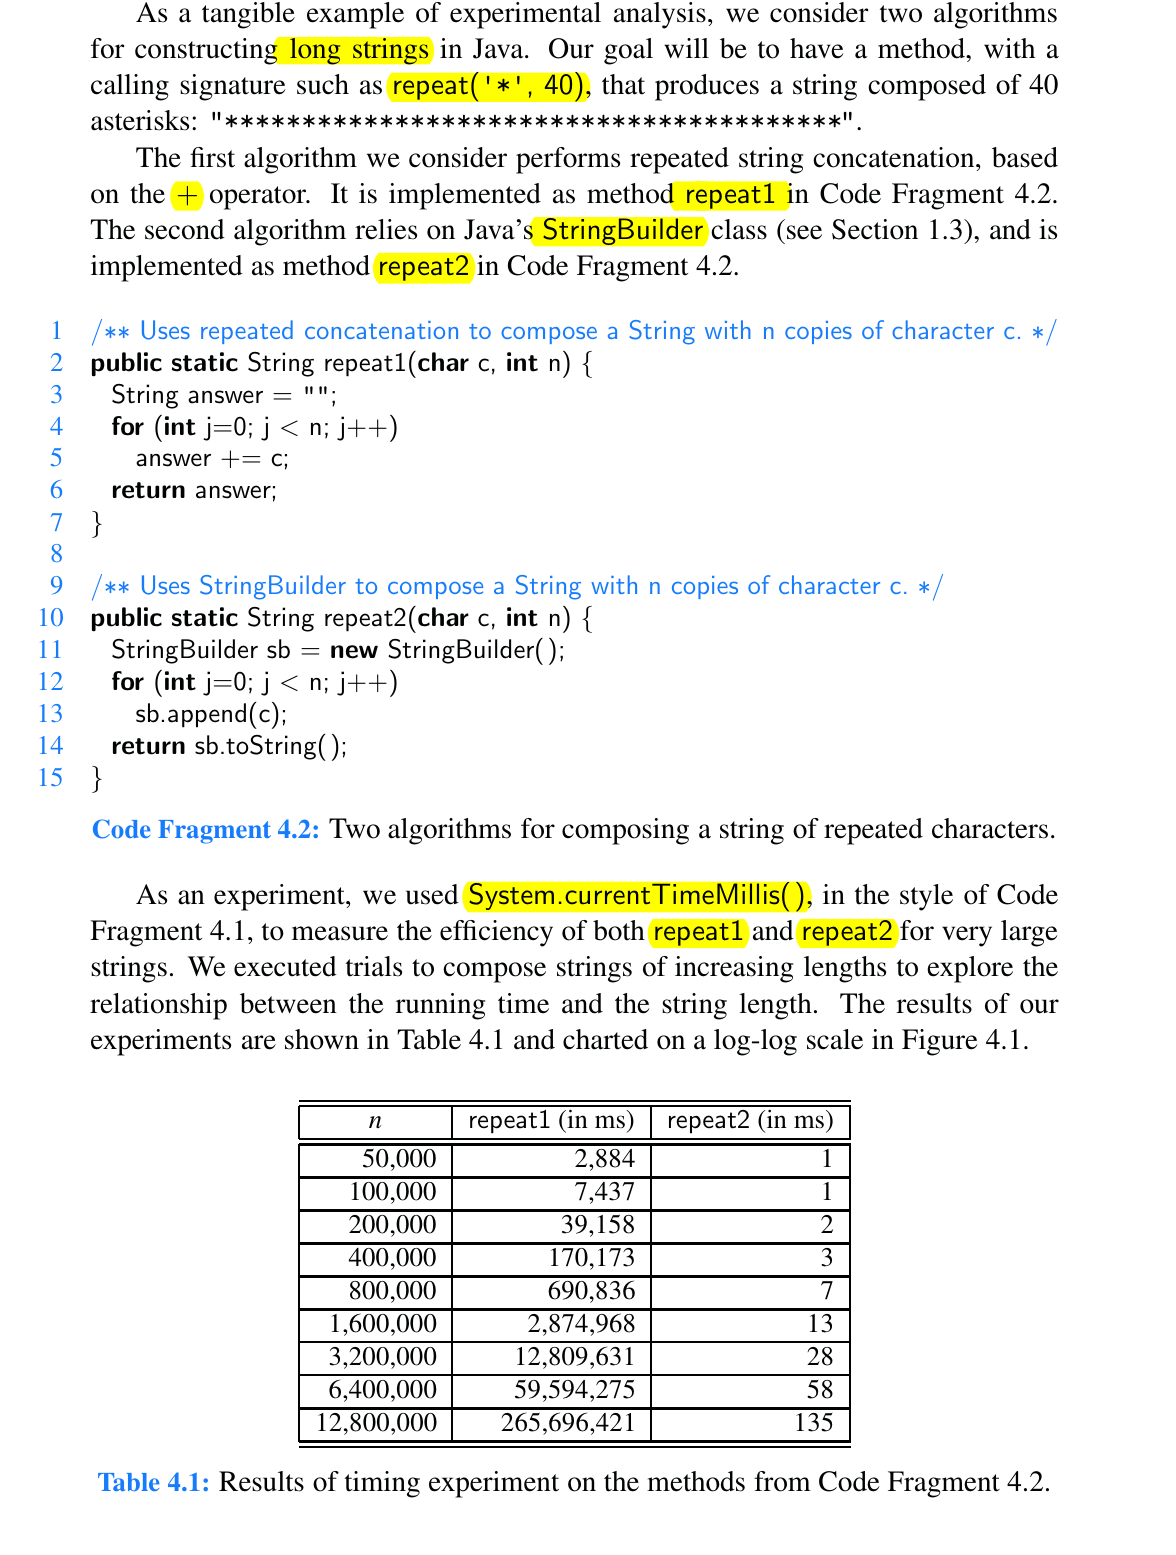 As a tangible example of experimental analysis, we consider two algorithms
for constructing long strings in Java. Our goal will be to have a method, with a
calling signature such as repeat('*', 40), that produces a string composed of 40
asterisks: "****************************************".
The first algorithm we consider performs repeated string concatenation, based
on the + operator. It is implemented as method repeat1 in Code Fragment 4.2.
The second algorithm relies on Java's StringBuilder class (see Section 1.3), and is
implemented as method repeat2 in Code Fragment 4.2.
1 /** Uses repeated concatenation to compose a String with n copies of character c. */
2 public static String repeat1(char c, int n) {
3 String answer = "";
4 for (int j=0; j < n; j++)
5 answer += c;
6 return answer;
7 }
8
9 /** Uses StringBuilder to compose a String with n copies of character c. */
10 public static String repeat2(char c, int n) {
11 StringBuilder sb = new StringBuilder( );
12 for (int j=0; j < n; j++)
13 sb.append(c);
14 return sb.toString( );
15 }
Code Fragment 4.2: Two algorithms for composing a string of repeated characters.
As an experiment, we used System.currentTimeMillis( ), in the style of Code
Fragment 4.1, to measure the efficiency of both repeat1 and repeat2 for very large
strings. We executed trials to compose strings of increasing lengths to explore the
relationship between the running time and the string length. The results of our
experiments are shown in Table 4.1 and charted on a log-log scale in Figure 4.1.
n repeat1 (in ms) repeat2 (in ms)
50,000 2,884 1
100,000 7,437 1
200,000 39,158 2
400,000 170,173 3
800,000 690,836 7
1,600,000 2,874,968 13
3,200,000 12,809,631 28
6,400,000 59,594,275 58
12,800,000 265,696,421 135
Table 4.1: Results of timing experiment on the methods from Code Fragment 4.2.